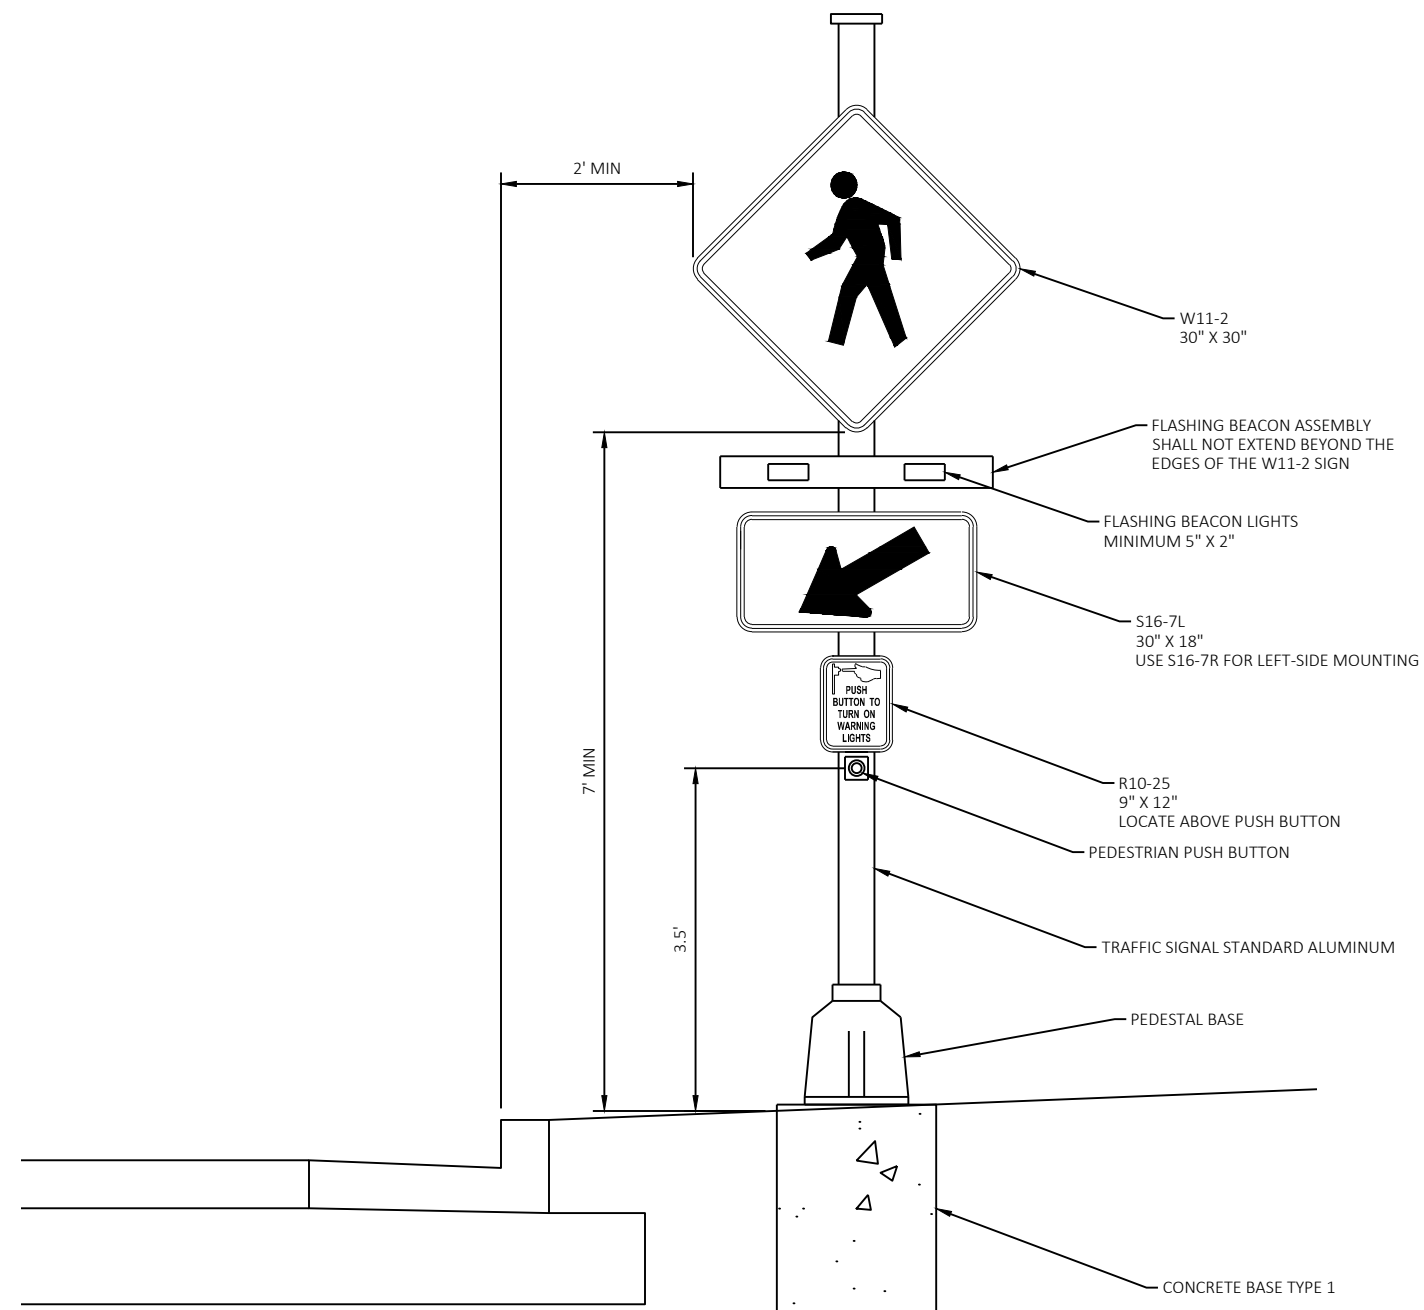 2' MIN
W11-2
30" X 30"
FLASHING BEACON ASSEMBLY
SHALL NOT EXTEND BEYOND THE
EDGES OF THE W11-2 SIGN
FLASHING BEACON LIGHTS
MINIMUM 5" X 2"
S16-7L
30" X 18"
USE S16-7R FOR LEFT-SIDE MOUNTING
PUSH
BUTTON TO
TURN ON
WARNING
LIGHTS
7' MIN
R10-25
9" X 12"
LOCATE ABOVE PUSH BUTTON
PEDESTRIAN PUSH BUTTON
3.5'
TRAFFIC SIGNAL STANDARD ALUMINUM
PEDESTAL BASE
CONCRETE BASE TYPE 1